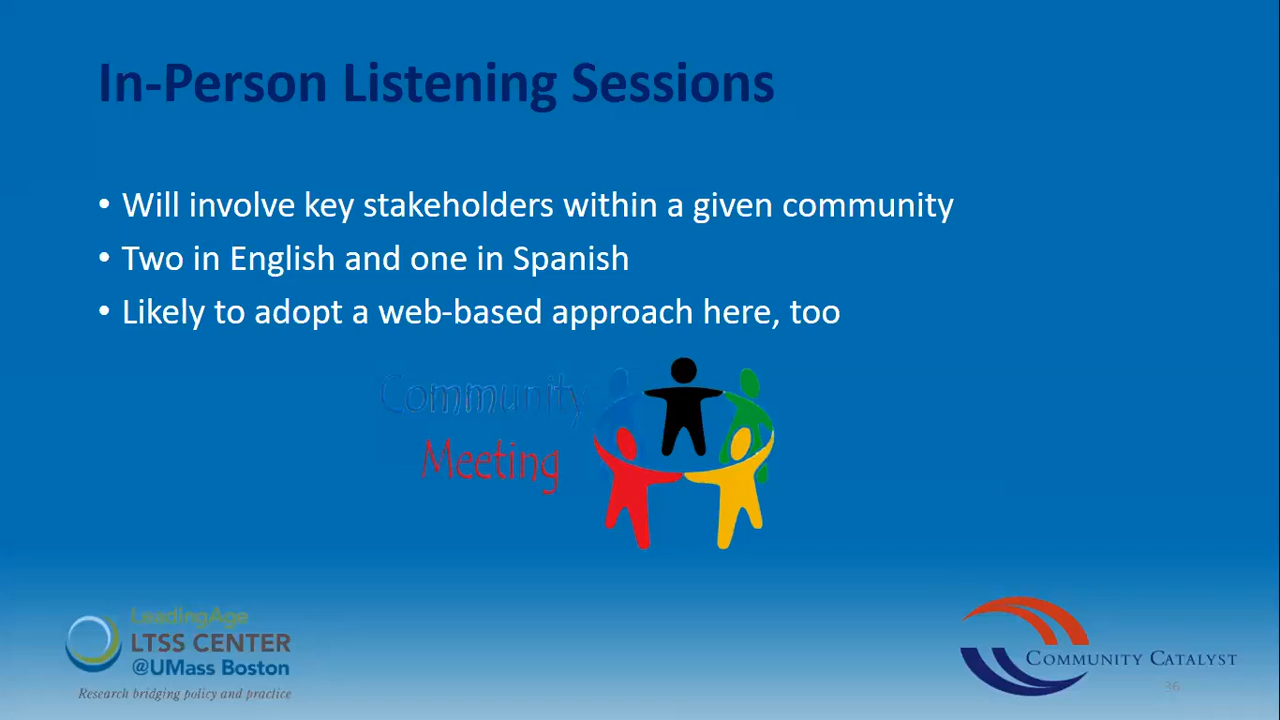 In-Person Listening Sessions
• Will involve key stakeholders within a given community
• Two in English and one in Spanish
• Likely to adopt a web-based approach here, too
Community
Meeting
LeadingAge
LTSS CENTER
@UMass Boston
Research bridging policy and practice
COMMUNITY CATALYST
36